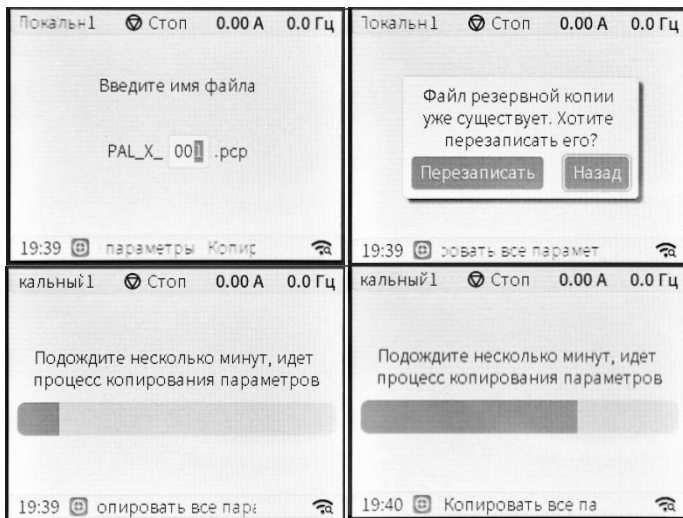 Локальн1 Стоп 0.00 A 0.0 Гц
Введите имя файла
PAL_X_ 001 .pcp
19:39 параметры Копир
Локальн1 Стоп 0.00 A 0.0 Гц
Файл резервной копии
уже существует. Хотите
перезаписать его?
Перезаписать Назад
19:39 ровать все парамет
кальный1 Стоп 0.00 A 0.0 Гц
Подождите несколько минут, идет
процесс копирования параметров
19:39 опировать все пара
кальный1 Стоп 0.00 A 0.0 Гц
Подождите несколько минут, идет
процесс копирования параметров
19:40 Копировать все па